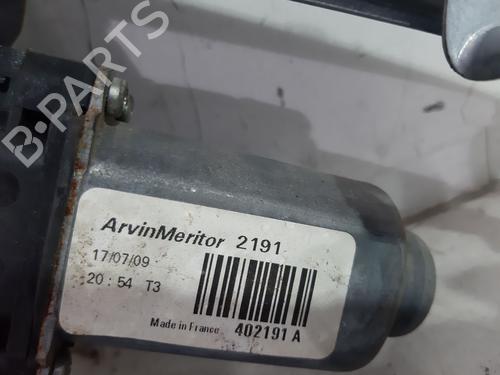 B-PARTS
ArvinMeritor 2191
17/07/09
20:54 T3
Made in France 402191 A